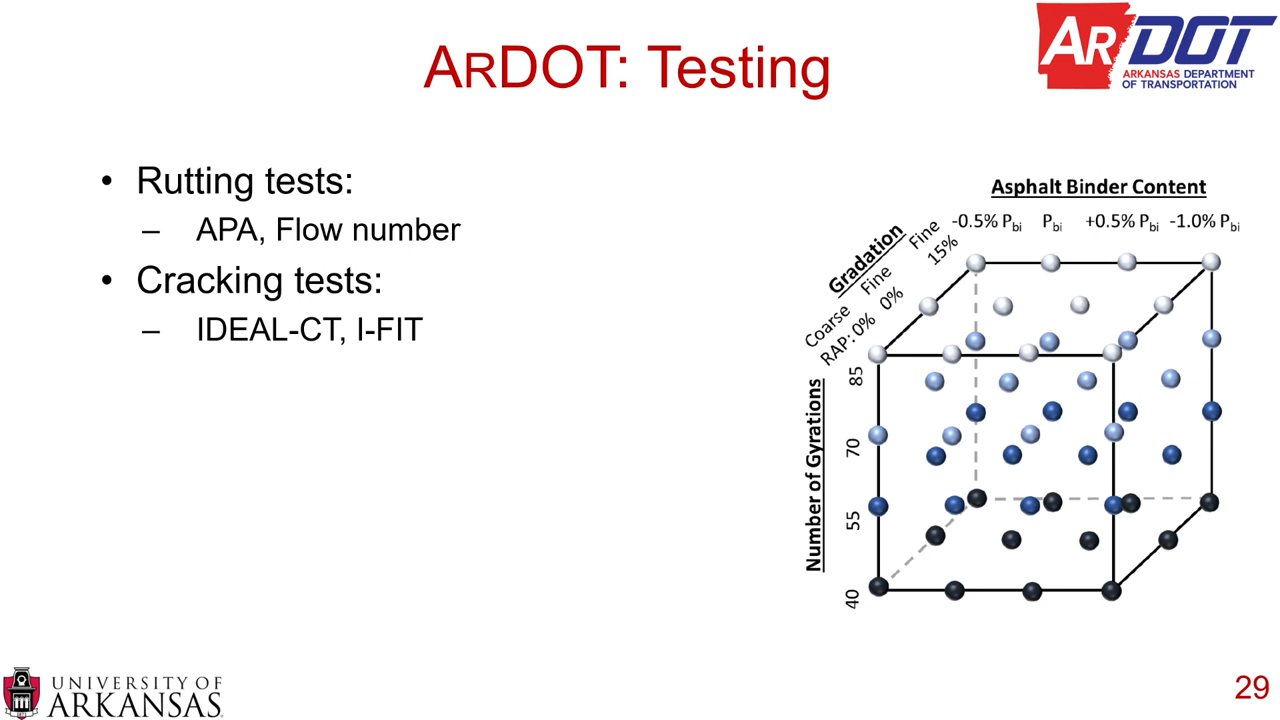 ARDOT: Testing
ARDOT
ARKANSAS DEPARTMENT
OF TRANSPORTATION
• Rutting tests:
– APA, Flow number
• Cracking tests:
– IDEAL-CT, I-FIT
Asphalt Binder Content
-0.5% Pbi Pbi +0.5% Pbi -1.0% Pbi
Gradation
Coarse Fine Fine
RAP: 0% 0% 15%
Number of Gyrations
85
70
55
40
UNIVERSITY OF
ARKANSAS
1871
29